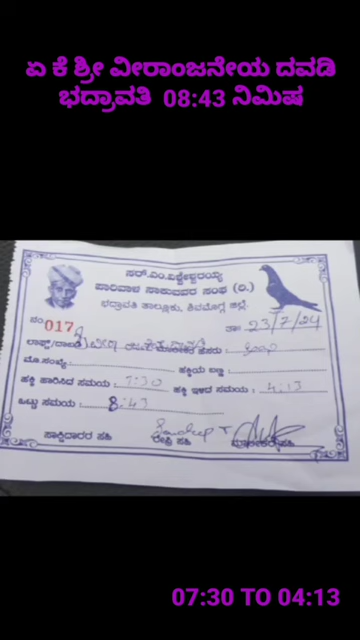 ಏ ಕೆ ಶ್ರೀ ವೀರಾಂಜನೇಯ ದವಡಿ
ಭದ್ರಾವತಿ 08:43 ನಿಮಿಷ
ಸರ್.ಎಂ.ವಿಶ್ವೇಶ್ವರಯ್ಯ
ಪಾರಿವಾಳ ಸಾಕುವವರ ಸಂಘ (ರಿ.)
ಭದ್ರಾವತಿ ತಾಲ್ಲೂಕು, ಶಿವಮೊಗ್ಗ ಜಿಲ್ಲೆ.
ನಂ 017 ತಾ: 23/7/24
ಹೆಸರು :
ಮೊ.ಸಂಖ್ಯೆ : ಹಕ್ಕಿಯ ಬಣ್ಣ :
ಹಕ್ಕಿ ಹಾರಿಸಿದ ಸಮಯ : 7:30 ಹಕ್ಕಿ ಇಳಿದ ಸಮಯ : 4:13
ಒಟ್ಟು ಸಮಯ : 8:43
ಸಾಕ್ಷಿದಾರರ ಸಹಿ ರೇಫ್ರಿ ಸಹಿ
07:30 TO 04:13